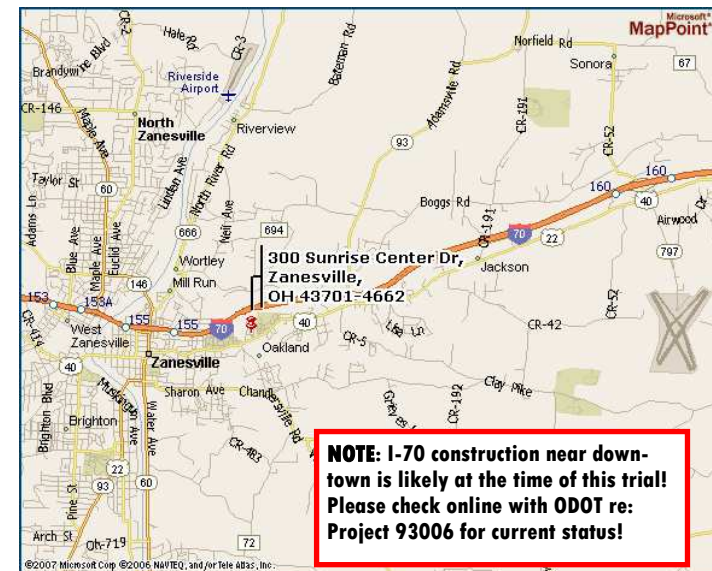 Microsoft®
MapPoint®
CR-2
Hale Rd
CR-3
Bateman Rd
Norfield Rd
Sonora
67
Brandywine Blvd
Riverside
Airport
Adamsville Rd
CR-191
CR-52
CR-146
North
Zanesville
Riverview
Maple Ave
Linden Ave
North River Rd
93
Taylor St
60
Boggs Rd
160
160
40
Adams Ln
Neir Ave
694
CR-191
Airwood Dr
666
70
22
797
Blue Ave
Maple Ave
Euclid Ave
Wortley
300 Sunrise Center Dr,
Zanesville,
OH 43701-4662
Jackson
146
Mill Run
153
153A
CR-52
155
155
70
40
CR-42
CR-414
West
Zanesville
CR-5
Lee Ln
Oakland
Zanesville
40
Clay Pike
Muskingum
Sharon Ave
Chandlersville Rd
Water Ave
CR-192
Brighton Blvd
Brighton
CR-483
NOTE: I-70 construction near down-
town is likely at the time of this trial!
Please check online with ODOT re:
Project 93006 for current status!
22
93
60
Pine St
Arch St
Oh-719
72
©2007 Microsoft Corp ©2006 NAVTEQ, and/or Tele Atlas, Inc.